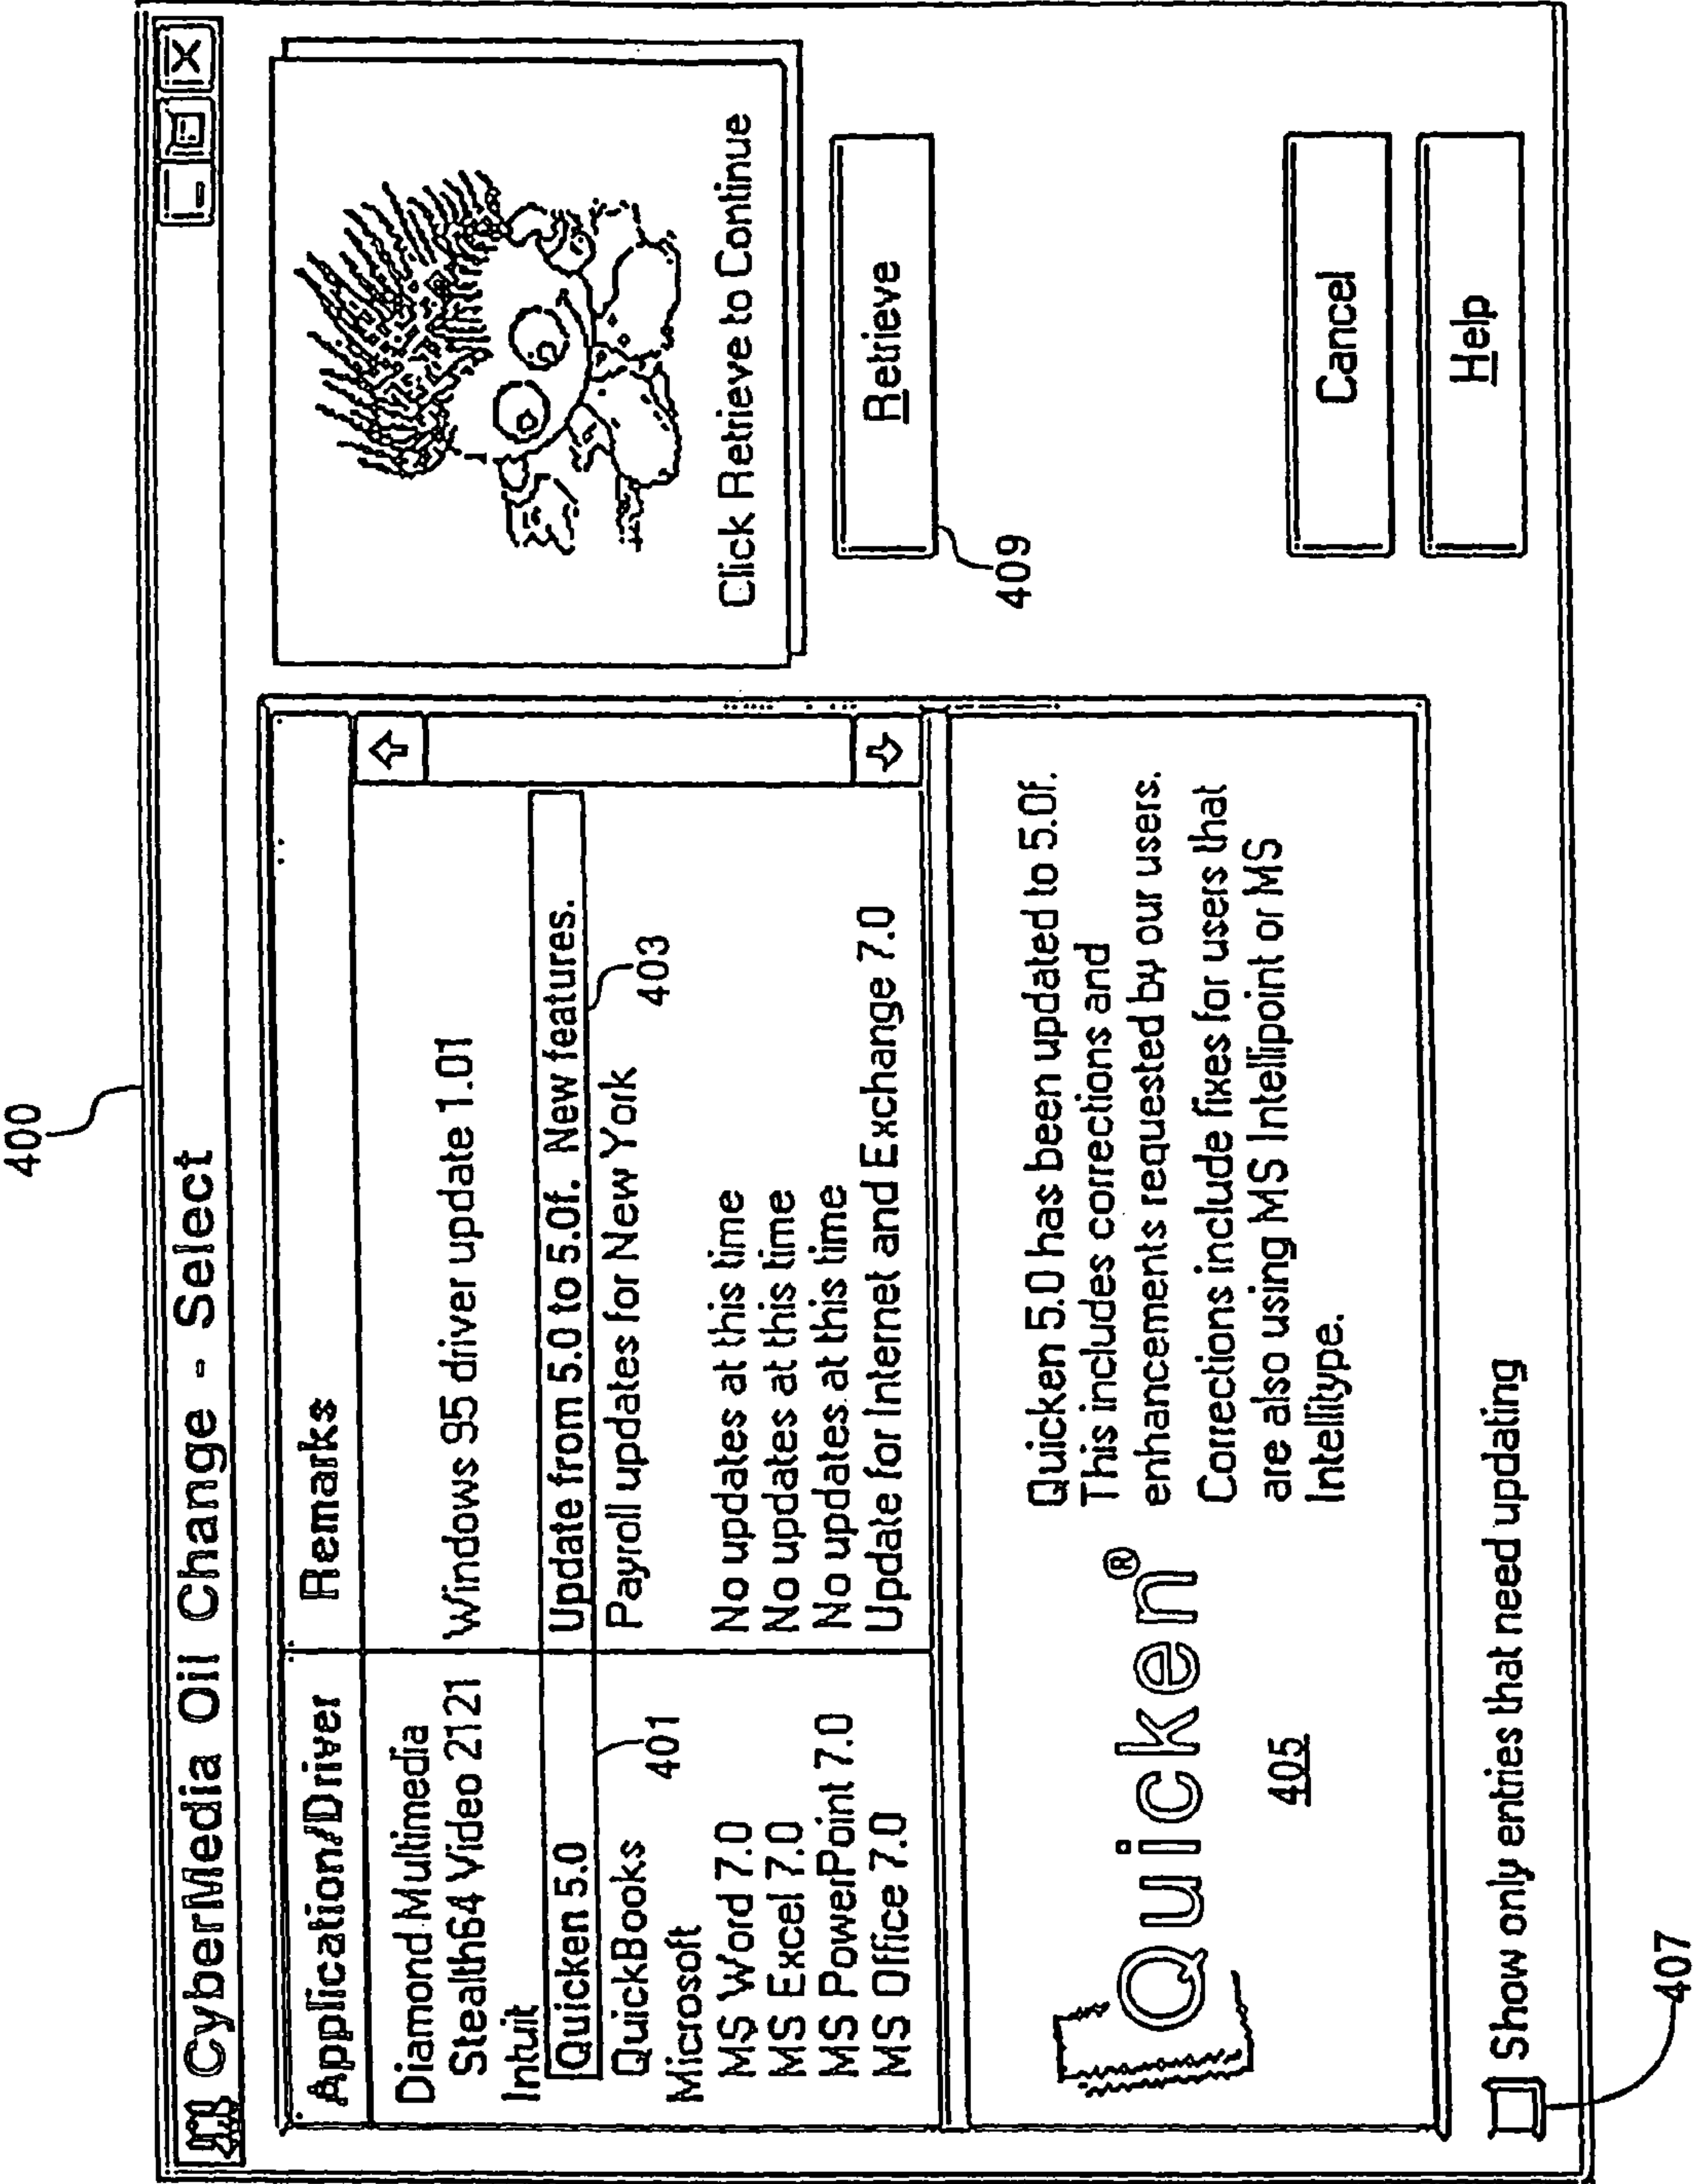 400
CyberMedia Oil Change - Select
Application/Driver Remarks
Diamond Multimedia
Stealth64 Video 2121 Windows 95 driver update 1.01
Intuit
Quicken 5.0 Update from 5.0 to 5.0f. New features.
QuickBooks Payroll updates for New York
401 403
Microsoft
MS Word 7.0 No updates at this time
MS Excel 7.0 No updates at this time
MS PowerPoint 7.0 No updates at this time
MS Office 7.0 Update for Internet and Exchange 7.0
Quicken®
405
Quicken 5.0 has been updated to 5.0f.
This includes corrections and
enhancements requested by our users.
Corrections include fixes for users that
are also using MS Intellipoint or MS
Intellitype.
Show only entries that need updating
407
Click Retrieve to Continue
Retrieve
409
Cancel
Help